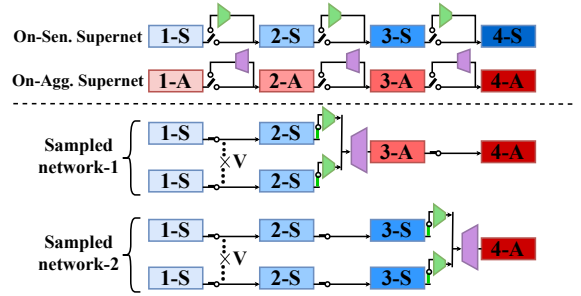 On-Sen. Supernet 1-S 2-S 3-S 4-S
On-Agg. Supernet 1-A 2-A 3-A 4-A
1-S 2-S
Sampled network-1 ×V 3-A 4-A
1-S 2-S
1-S 2-S 3-S
Sampled network-2 ×V 4-A
1-S 2-S 3-S